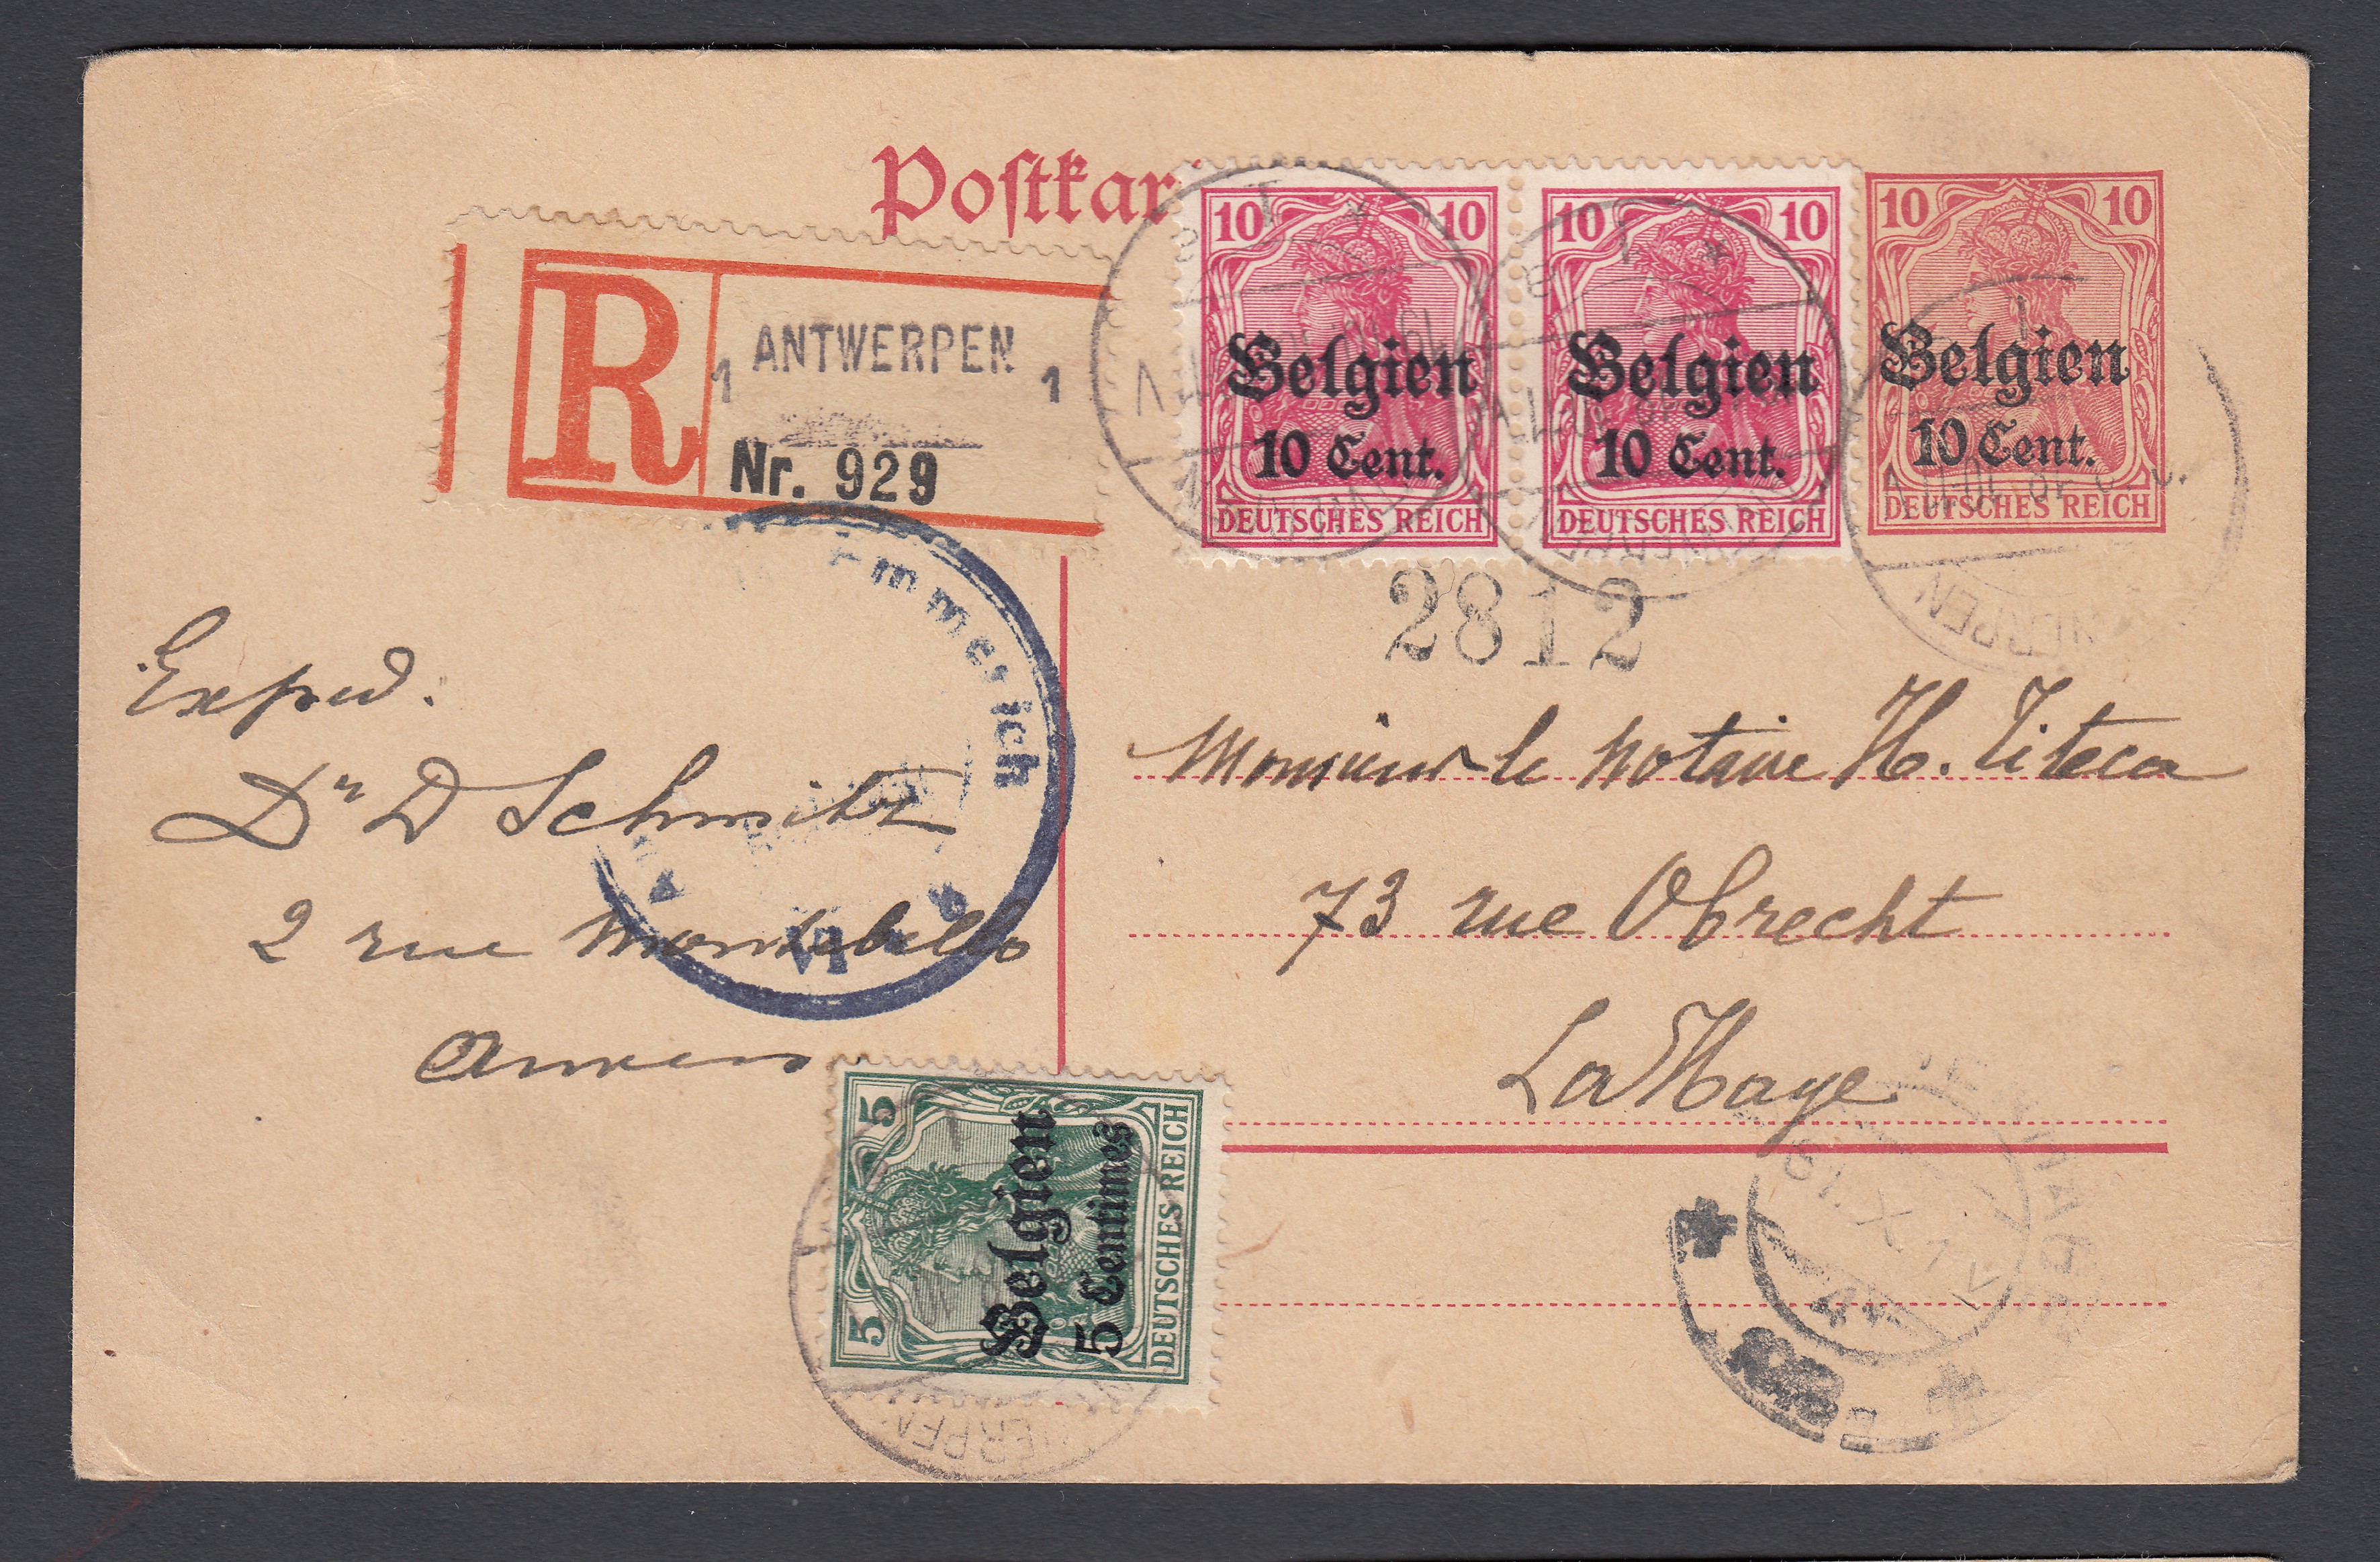 Postkar
10 10
Belgien
10 Cent.
DEUTSCHES REICH
10 10
Belgien
10 Cent.
DEUTSCHES REICH
10 10
Belgien
10 Cent.
DEUTSCHES REICH
R
1 ANTWERPEN 1
Nr. 929
2812
Emmerich
VI
Exped.
Dr D Schmitz
2 rue Montebello
Anvers
Monsieur le Notaire H. Titeca
73 rue Obrecht
La Haye
5 5
Belgien
5 Centimes
DEUTSCHES REICH